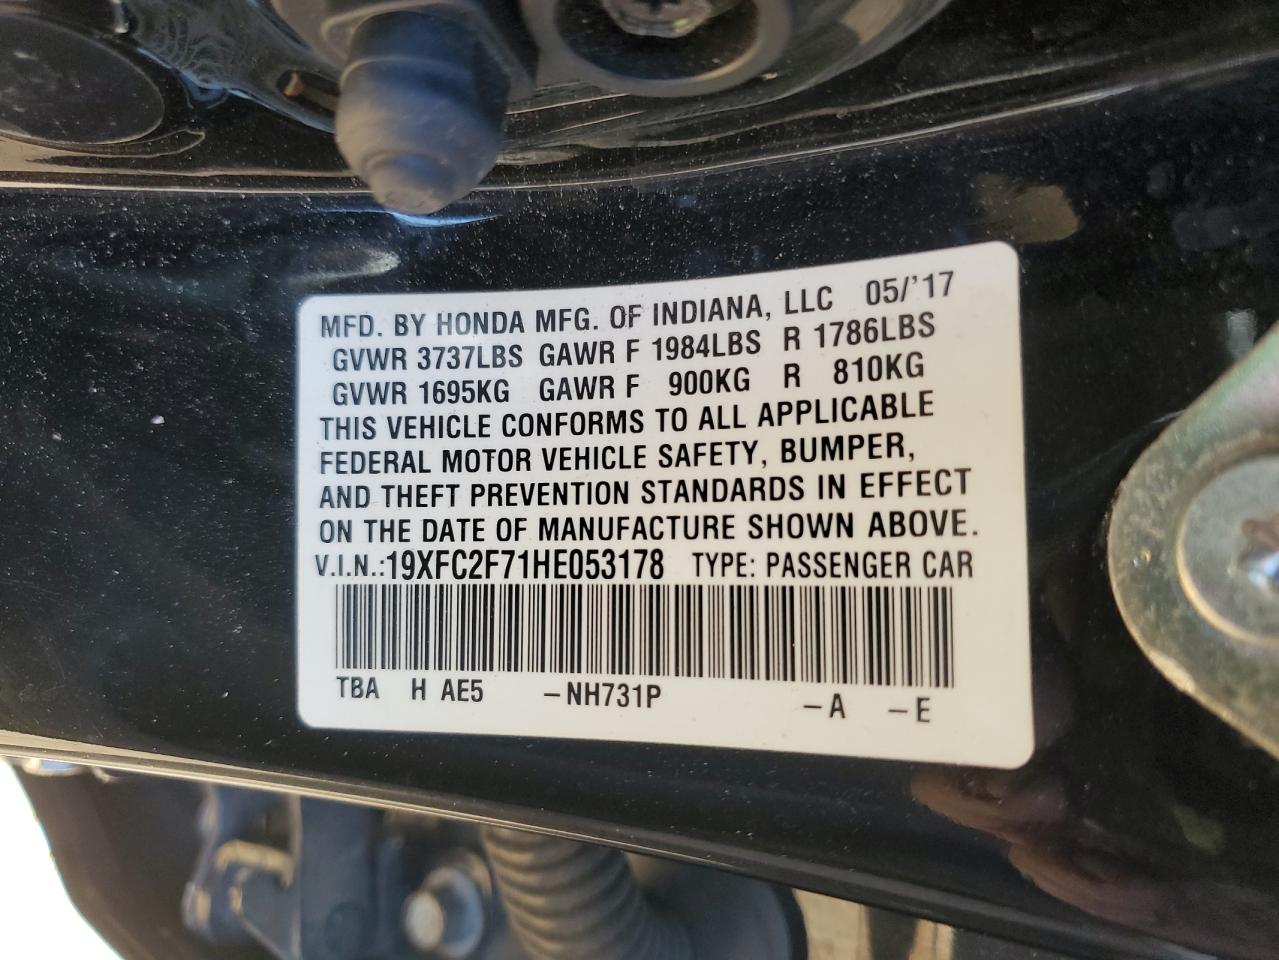 MFD. BY HONDA MFG. OF INDIANA, LLC 05/'17
GVWR 3737LBS GAWR F 1984LBS R 1786LBS
GVWR 1695KG GAWR F 900KG R 810KG
THIS VEHICLE CONFORMS TO ALL APPLICABLE
FEDERAL MOTOR VEHICLE SAFETY, BUMPER,
AND THEFT PREVENTION STANDARDS IN EFFECT
ON THE DATE OF MANUFACTURE SHOWN ABOVE.
V.I.N.:19XFC2F71HE053178 TYPE: PASSENGER CAR
TBA H AE5 –NH731P –A –E